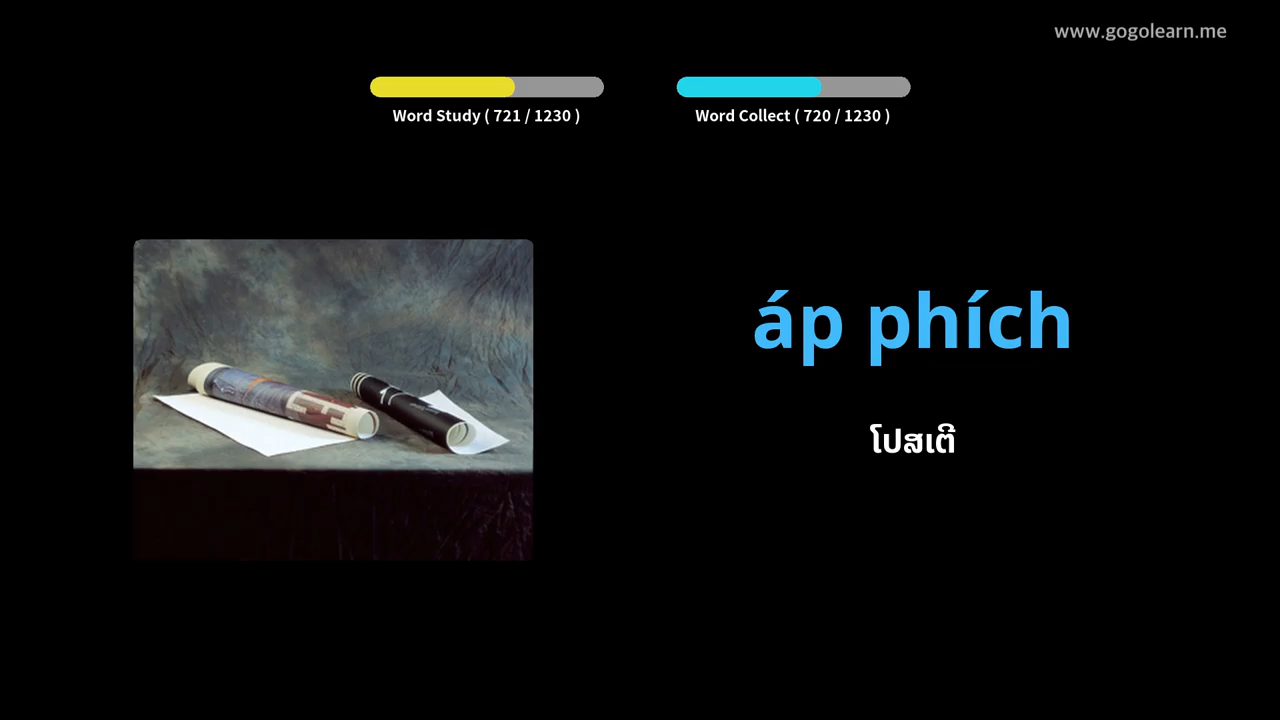 www.gogolearn.me
Word Study ( 721 / 1230 )
Word Collect ( 720 / 1230 )
áp phích
ໂປສເຕີ